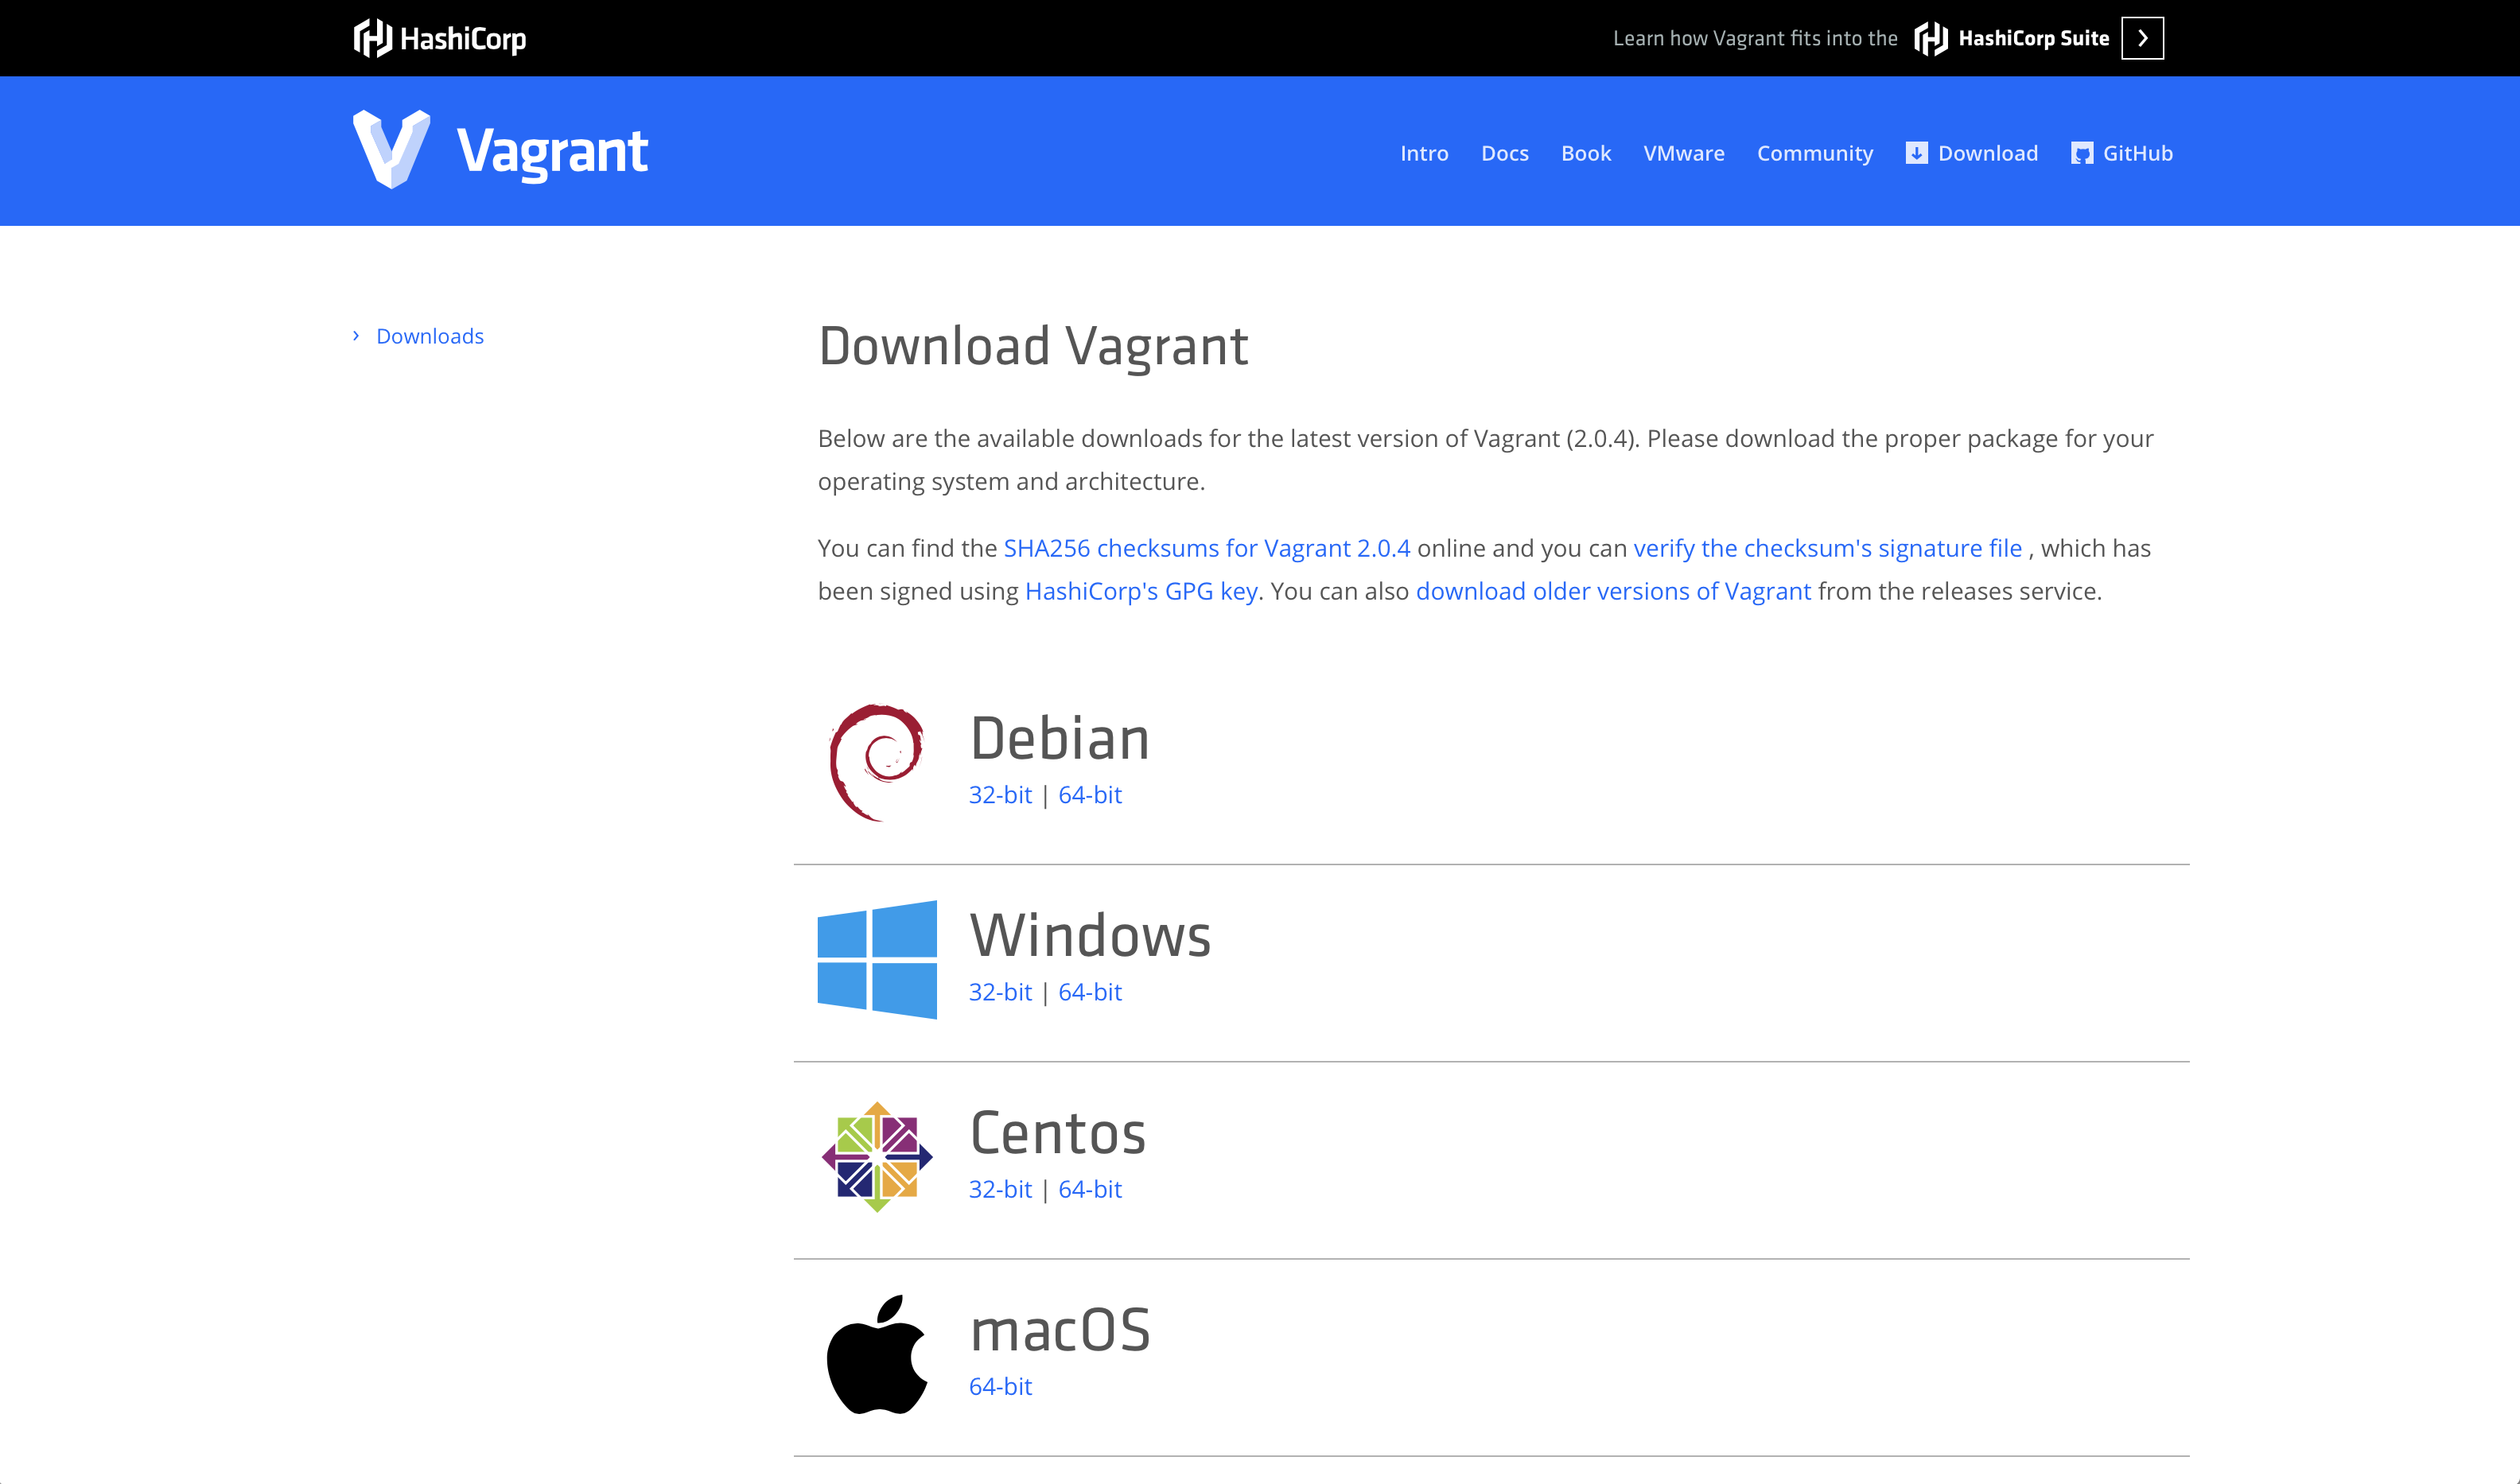 HashiCorp
Learn how Vagrant fits into the HashiCorp Suite
Vagrant
Intro Docs Book VMware Community Download GitHub
Downloads
Download Vagrant
Below are the available downloads for the latest version of Vagrant (2.0.4). Please download the proper package for your
operating system and architecture.
You can find the SHA256 checksums for Vagrant 2.0.4 online and you can verify the checksum's signature file , which has
been signed using HashiCorp's GPG key. You can also download older versions of Vagrant from the releases service.
Debian
32-bit | 64-bit
Windows
32-bit | 64-bit
Centos
32-bit | 64-bit
macOS
64-bit